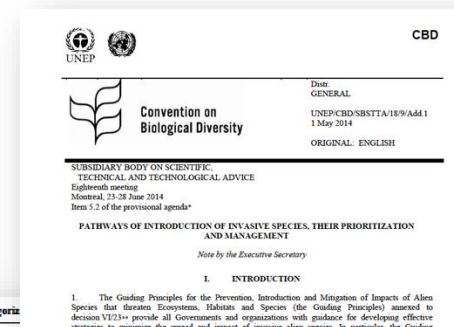 CBD
UNEP
Distr.
GENERAL
UNEP/CBD/SBSTTA/18/9/Add.1
1 May 2014
ORIGINAL: ENGLISH
Convention on
Biological Diversity
SUBSIDIARY BODY ON SCIENTIFIC,
TECHNICAL AND TECHNOLOGICAL ADVICE
Eighteenth meeting
Montreal, 23-28 June 2014
Item 5.2 of the provisional agenda*
PATHWAYS OF INTRODUCTION OF INVASIVE SPECIES, THEIR PRIORITIZATION
AND MANAGEMENT
Note by the Executive Secretary
I. INTRODUCTION
1. The Guiding Principles for the Prevention, Introduction and Mitigation of Impacts of Alien
Species that threaten Ecosystems, Habitats and Species (the Guiding Principles) annexed to
decision VI/23** provide all Governments and organizations with guidance for developing effective
strategies to minimize the spread and impact of invasive alien species. In particular, the Guiding